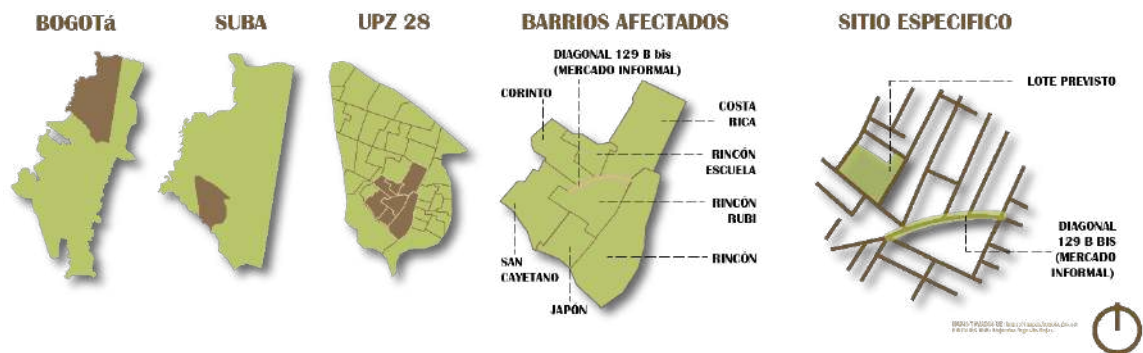 BOGOTá
SUBA
UPZ 28
BARRIOS AFECTADOS
SITIO ESPECIFICO
DIAGONAL 129 B bis
(MERCADO INFORMAL)
CORINTO
COSTA
RICA
RINCÓN
ESCUELA
RINCÓN
RUBI
RINCÓN
SAN
CAYETANO
JAPÓN
LOTE PREVISTO
DIAGONAL
129 B BIS
(MERCADO
INFORMAL)